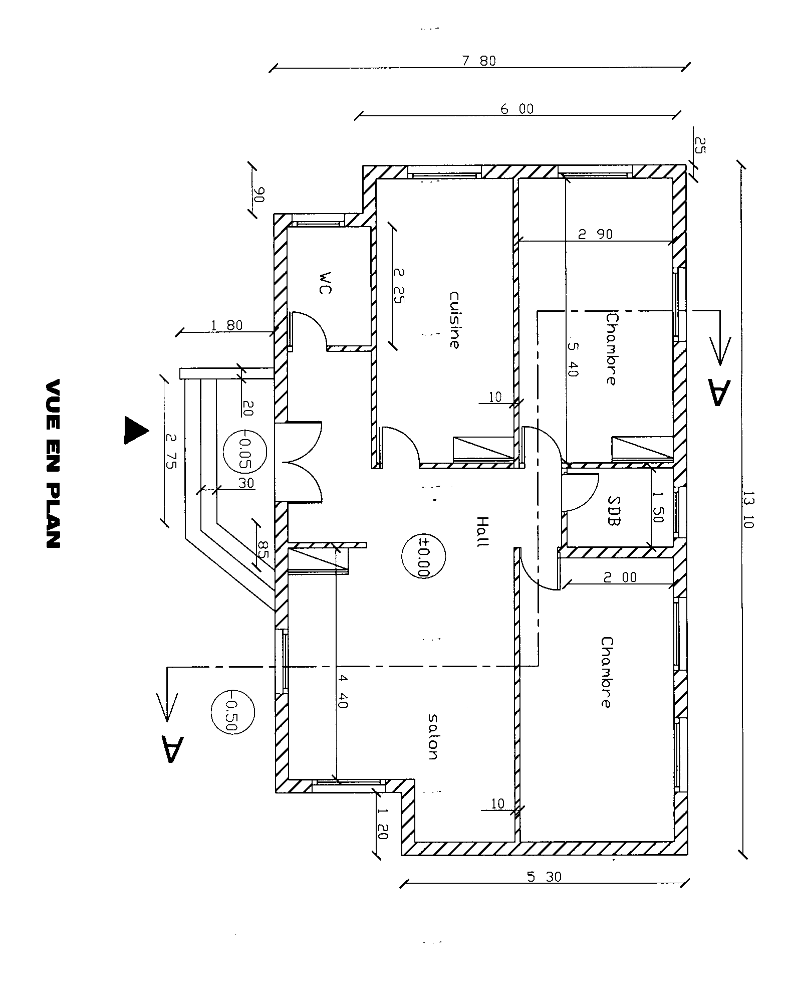 7 80
6 00
25
90
2 90
WC
2 25
cuisine
Chambre
1 80
5 40
A
10
20
-0.05
2 75
30
85
SDB
1 50
13 10
Hall
±0.00
2 00
VUE EN PLAN
Chambre
4 40
-0.50
salon
A
10
1 20
5 30